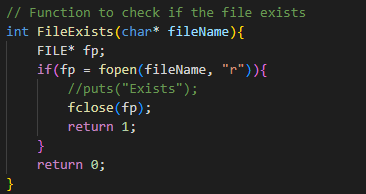 // Function to check if the file exists
int FileExists(char* fileName){
    FILE* fp;
    if(fp = fopen(fileName, "r")){
        //puts("Exists");
        fclose(fp);
        return 1;
    }
    return 0;
}